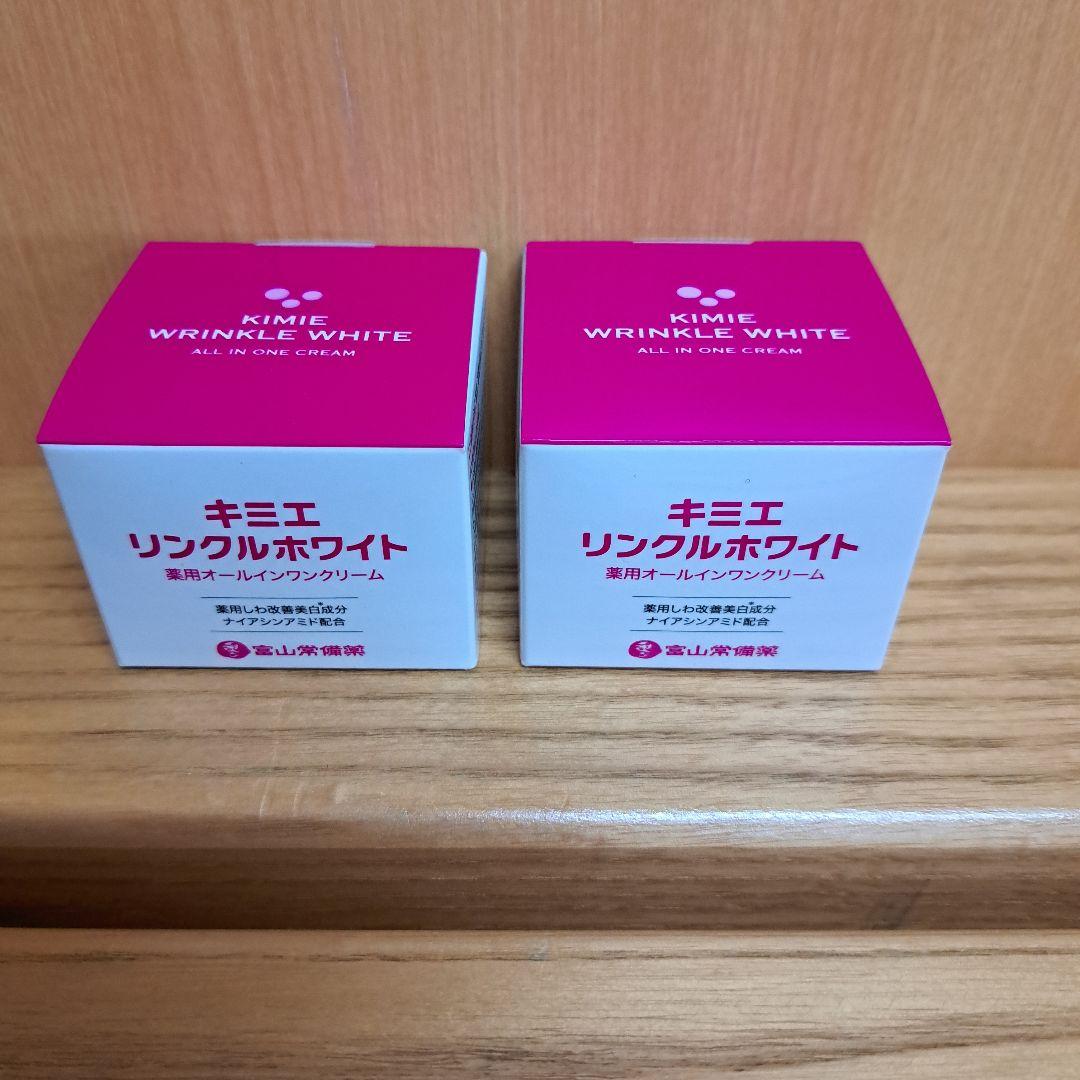 KIMIE
WRINKLE WHITE
ALL IN ONE CREAM
キミエ
リンクルホワイト
薬用オールインワンクリーム
薬用しわ改善美白※成分
ナイアシンアミド配合
富山常備薬
KIMIE
WRINKLE WHITE
ALL IN ONE CREAM
キミエ
リンクルホワイト
薬用オールインワンクリーム
薬用しわ改善美白※成分
ナイアシンアミド配合
富山常備薬